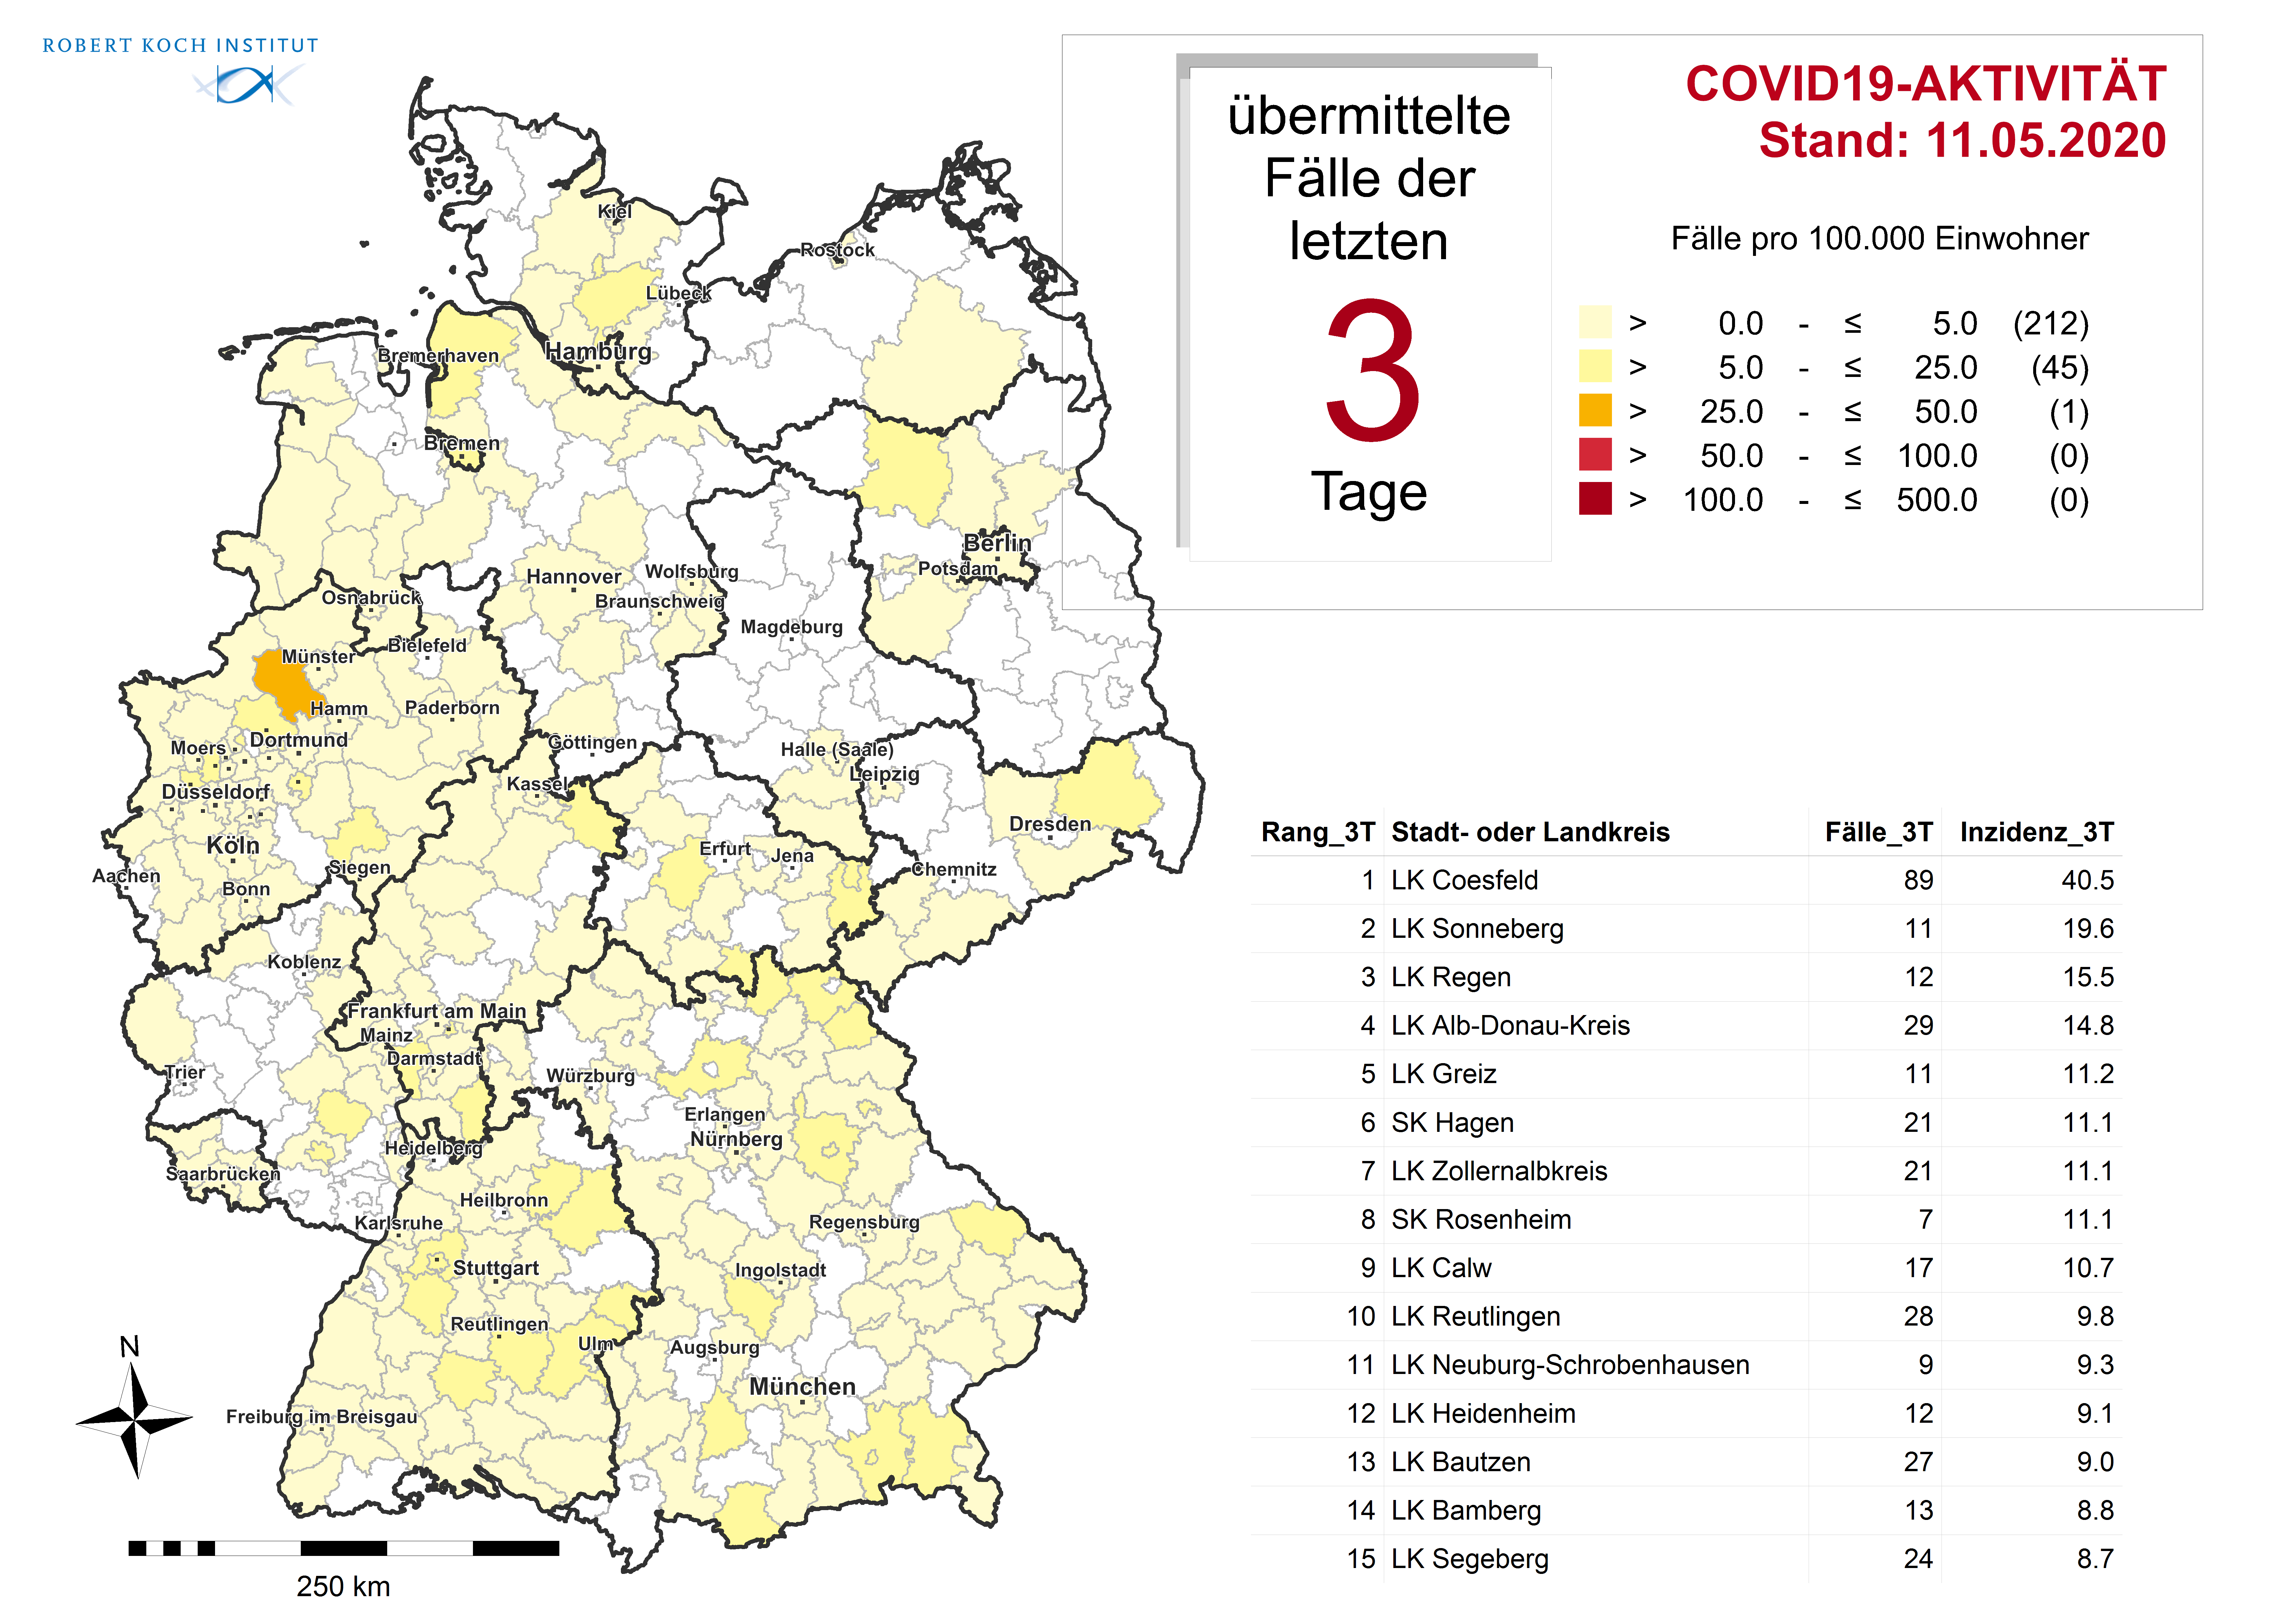 ROBERT KOCH INSTITUT
übermittelte
Fälle der
letzten
3
Tage
COVID19-AKTIVITÄT
Stand: 11.05.2020
Fälle pro 100.000 Einwohner
> 0.0 - ≤ 5.0 (212)
> 5.0 - ≤ 25.0 (45)
> 25.0 - ≤ 50.0 (1)
> 50.0 - ≤ 100.0 (0)
> 100.0 - ≤ 500.0 (0)
Kiel
Rostock
Lübeck
Hamburg
Bremerhaven
Bremen
Berlin
Potsdam
Hannover
Wolfsburg
Braunschweig
Osnabrück
Magdeburg
Bielefeld
Münster
Hamm
Paderborn
Moers
Dortmund
Göttingen
Halle (Saale)
Leipzig
Kassel
Düsseldorf
Dresden
Köln
Erfurt
Jena
Siegen
Chemnitz
Aachen
Bonn
Koblenz
Frankfurt am Main
Mainz
Darmstadt
Trier
Würzburg
Erlangen
Nürnberg
Heidelberg
Saarbrücken
Heilbronn
Karlsruhe
Regensburg
Stuttgart
Ingolstadt
Reutlingen
Ulm
Augsburg
München
Freiburg im Breisgau
N
250 km
Rang_3T Stadt- oder Landkreis Fälle_3T Inzidenz_3T
1 LK Coesfeld 89 40.5
2 LK Sonneberg 11 19.6
3 LK Regen 12 15.5
4 LK Alb-Donau-Kreis 29 14.8
5 LK Greiz 11 11.2
6 SK Hagen 21 11.1
7 LK Zollernalbkreis 21 11.1
8 SK Rosenheim 7 11.1
9 LK Calw 17 10.7
10 LK Reutlingen 28 9.8
11 LK Neuburg-Schrobenhausen 9 9.3
12 LK Heidenheim 12 9.1
13 LK Bautzen 27 9.0
14 LK Bamberg 13 8.8
15 LK Segeberg 24 8.7